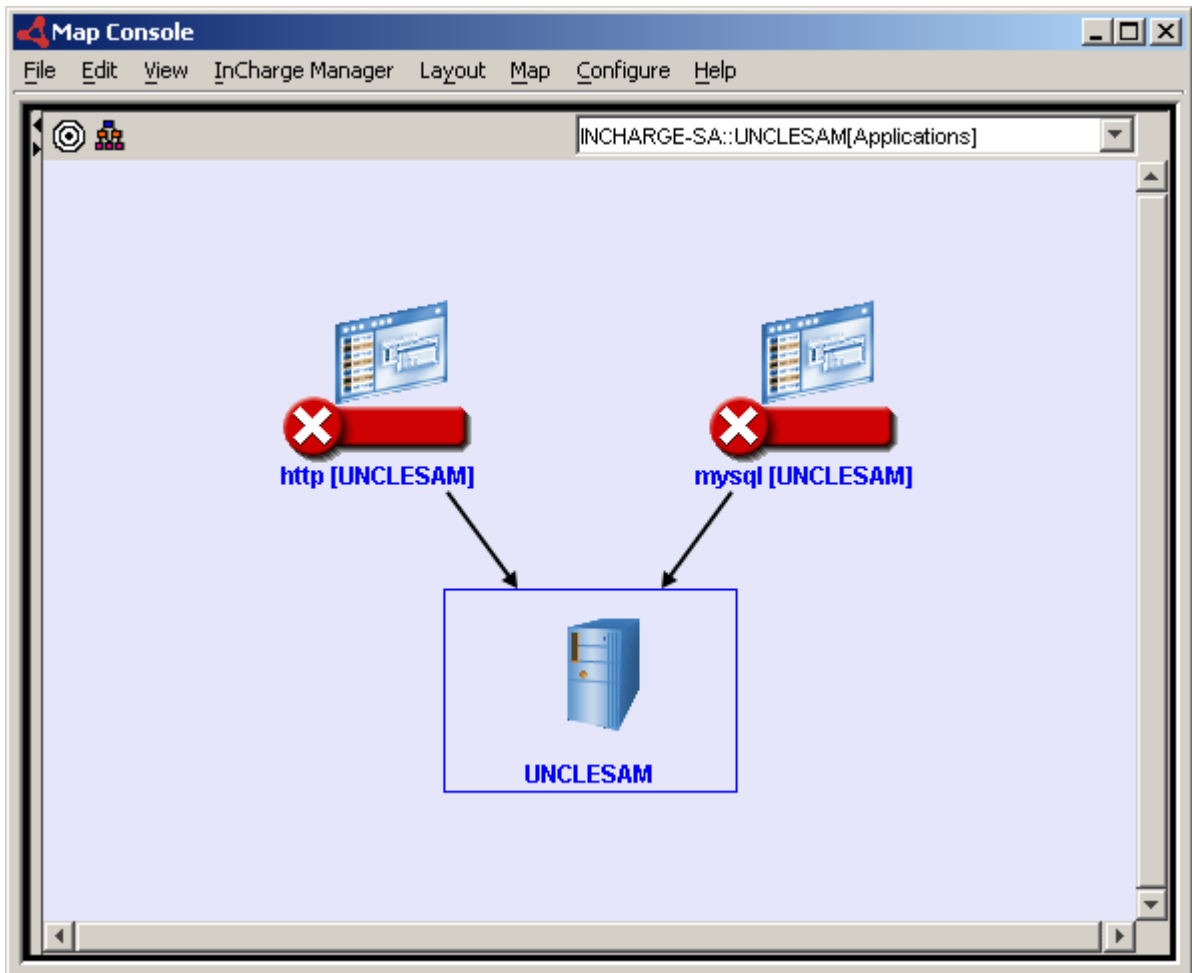 Map Console
File Edit View InCharge Manager Layout Map Configure Help
INCHARGE-SA::UNCLESAM[Applications]
http [UNCLESAM] mysql [UNCLESAM]
UNCLESAM